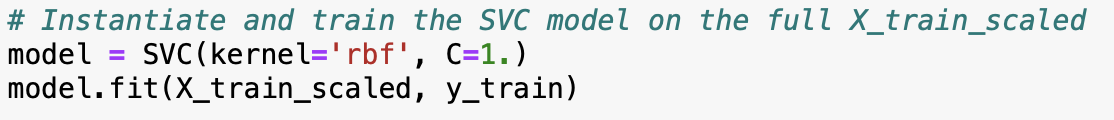 # Instantiate and train the SVC model on the full X_train_scaled
model = SVC(kernel='rbf', C=1.)
model.fit(X_train_scaled, y_train)